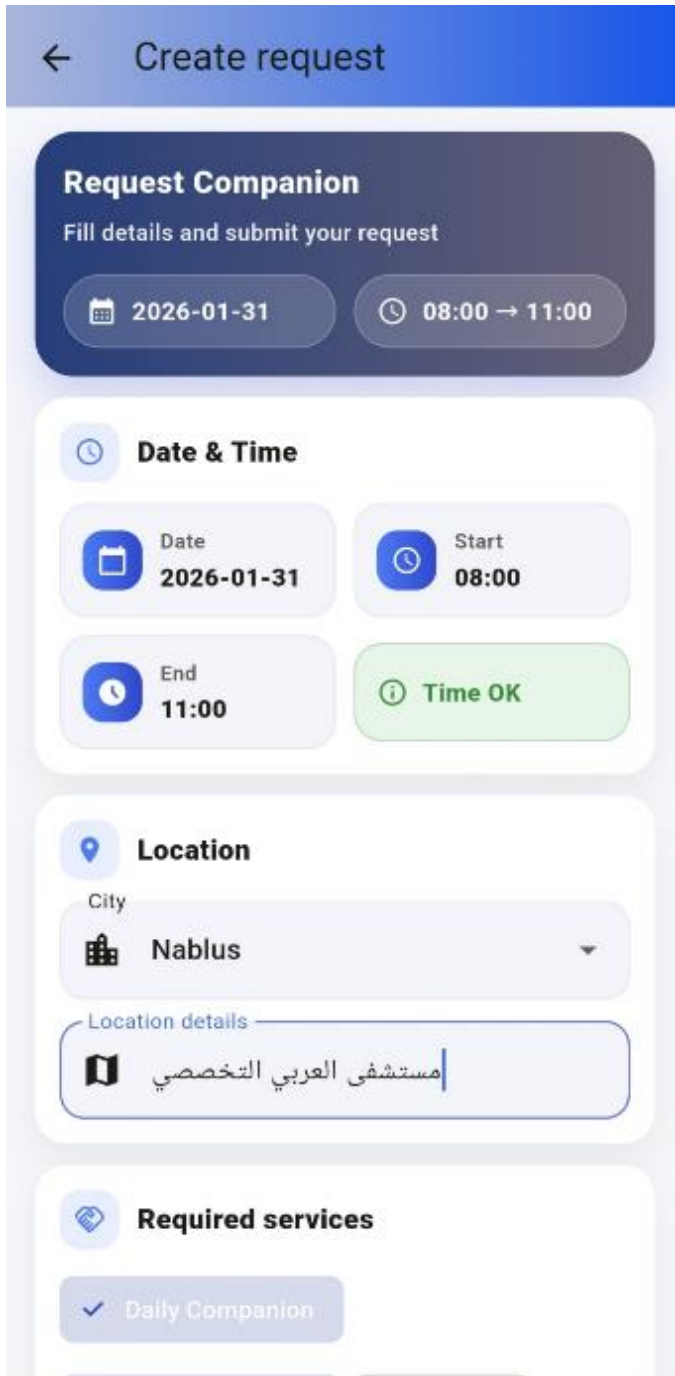 Create request
Request Companion
Fill details and submit your request
2026-01-31
08:00 → 11:00
Date & Time
Date
2026-01-31
Start
08:00
End
11:00
Time OK
Location
City
Nablus
Location details
مستشفى العربي التخصصي
Required services
Daily Companion